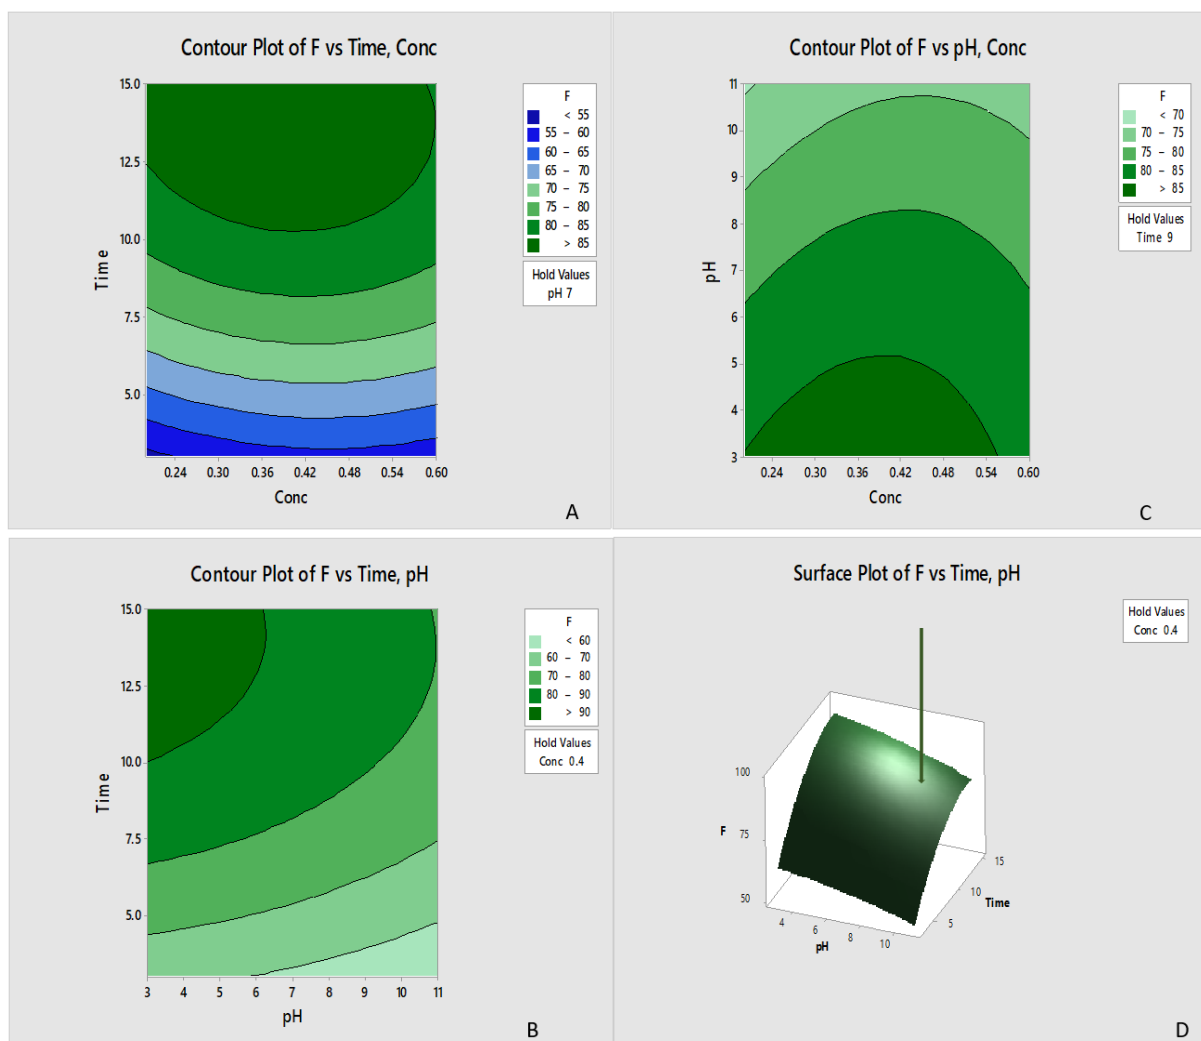 Contour Plot of F vs Time, Conc
15.0
12.5
10.0
7.5
5.0
Time
0.24 0.30 0.36 0.42 0.48 0.54 0.60
Conc
F
< 55
55 – 60
60 – 65
65 – 70
70 – 75
75 – 80
80 – 85
> 85
Hold Values
pH 7
A
Contour Plot of F vs pH, Conc
11
10
9
8
7
6
5
4
3
pH
0.24 0.30 0.36 0.42 0.48 0.54 0.60
Conc
F
< 70
70 – 75
75 – 80
80 – 85
> 85
Hold Values
Time 9
C
Contour Plot of F vs Time, pH
15.0
12.5
10.0
7.5
5.0
Time
3 4 5 6 7 8 9 10 11
pH
F
< 60
60 – 70
70 – 80
80 – 90
> 90
Hold Values
Conc 0.4
B
Surface Plot of F vs Time, pH
Hold Values
Conc 0.4
100
75
50
F
4 6 8 10
pH
5 10 15
Time
D